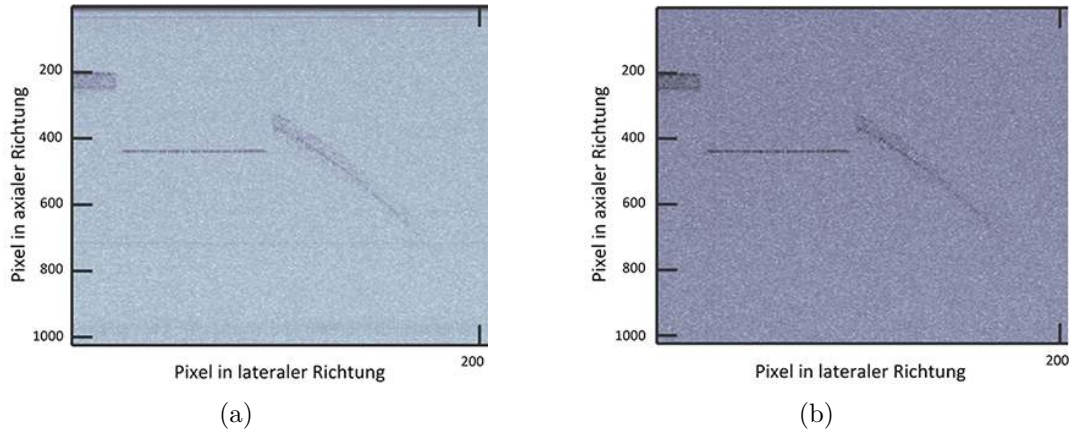 Pixel in axialer Richtung
200
400
600
800
1000
200
Pixel in lateraler Richtung
(a)
Pixel in axialer Richtung
200
400
600
800
1000
200
Pixel in lateraler Richtung
(b)